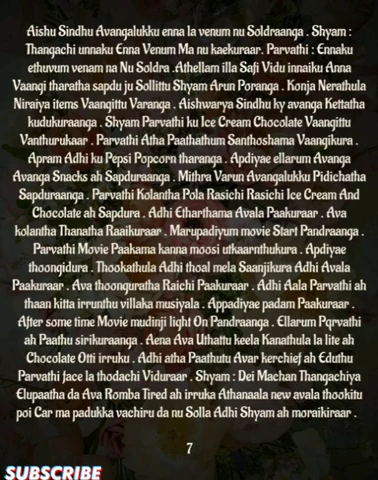 Aishu Sindhu Avangalukku enna la venum nu Soldraanga . Shyam :
Thangachi unnaku Enna Venum Ma nu kaekuraar. Parvathi : Ennaku
ethuvum venam na Nu Soldra .Athellam illa Safi Vidu innaiku Anna
Vaangi tharatha sapdu ju Sollittu Shyam Arun Poranga . Konja Nerathula
Niraiya items Vaangittu Varanga . Aishwarya Sindhu ky avanga Kettatha
kudukuraanga . Shyam Parvathi ku Ice Cream Chocolate Vaangittu
Vanthurukaar . Parvathi Atha Paathathum Santhoshama Vaangikura .
Apram Adhi ku Pepsi Popcorn tharanga . Apdiyae ellarum Avanga
Avanga Snacks ah Sapduraanga . Mithra Varun Avangalukku Pidichatha
Sapduraanga . Parvathi Kolantha Pola Rasichi Rasichi Ice Cream And
Chocolate ah Sapdura . Adhi Etharthama Avala Paakuraar . Ava
kolantha Thanatha Raaikuraar . Marupadiyum movie Start Pandraanga .
Parvathi Movie Paakama kanna moosi utkaarnthukura . Apdiyae
thoongidura . Thookathula Adhi thoal mela Saanjikura Adhi Avala
Paakuraar . Ava thoonguratha Raichi Paakuraar . Adhi Aala Parvathi ah
thaan kitta irrunthu villaka musiyala . Appadiyae padam Paakuraar .
After some time Movie mudinji light On Pandraanga . Ellarum Pqrvathi
ah Paathu sirikuraanga . Aena Ava Uthattu keela Kanathula la lite ah
Chocolate Otti irruku . Adhi atha Paathutu Avar kerchief ah Eduthu
Parvathi face la thodachi Viduraar . Shyam : Dei Machan Thangachiya
Elupaatha da Ava Romba Tired ah irruka Athanaala new avala thookitu
poi Car ma padukka vachiru da nu Solla Adhi Shyam ah moraikiraar .
7
SUBSCRIBE